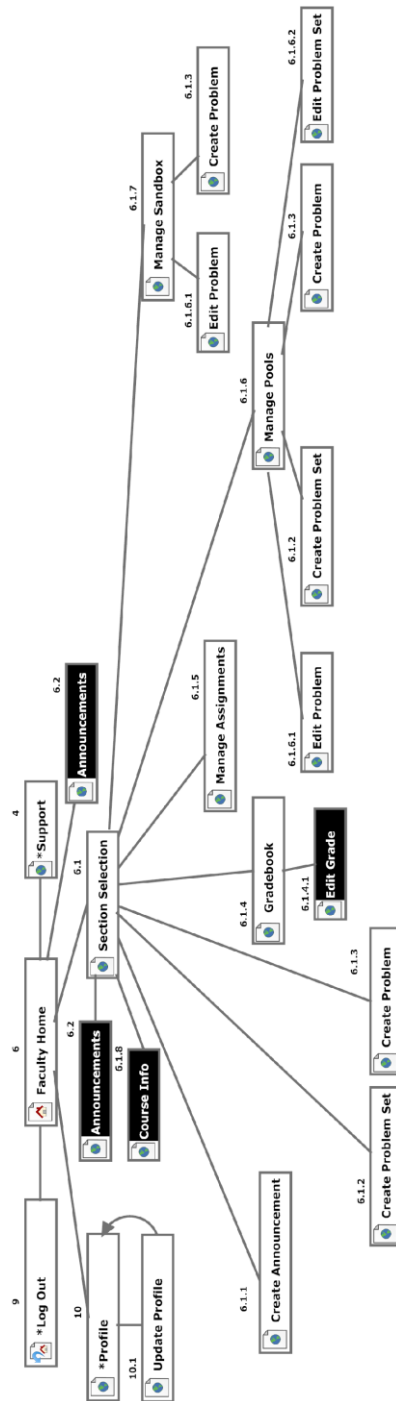 9
*Log Out
6
Faculty Home
4
*Support
10
*Profile
10.1
Update Profile
6.2
Announcements
6.1
Section Selection
6.2
Announcements
6.1.8
Course Info
6.1.7
Manage Sandbox
6.1.6.1
Edit Problem
6.1.3
Create Problem
6.1.1
Create Announcement
6.1.4
Gradebook
6.1.4.1
Edit Grade
6.1.5
Manage Assignments
6.1.6
Manage Pools
6.1.6.1
Edit Problem
6.1.2
Create Problem Set
6.1.3
Create Problem
6.1.6.2
Edit Problem Set
6.1.2
Create Problem Set
6.1.3
Create Problem